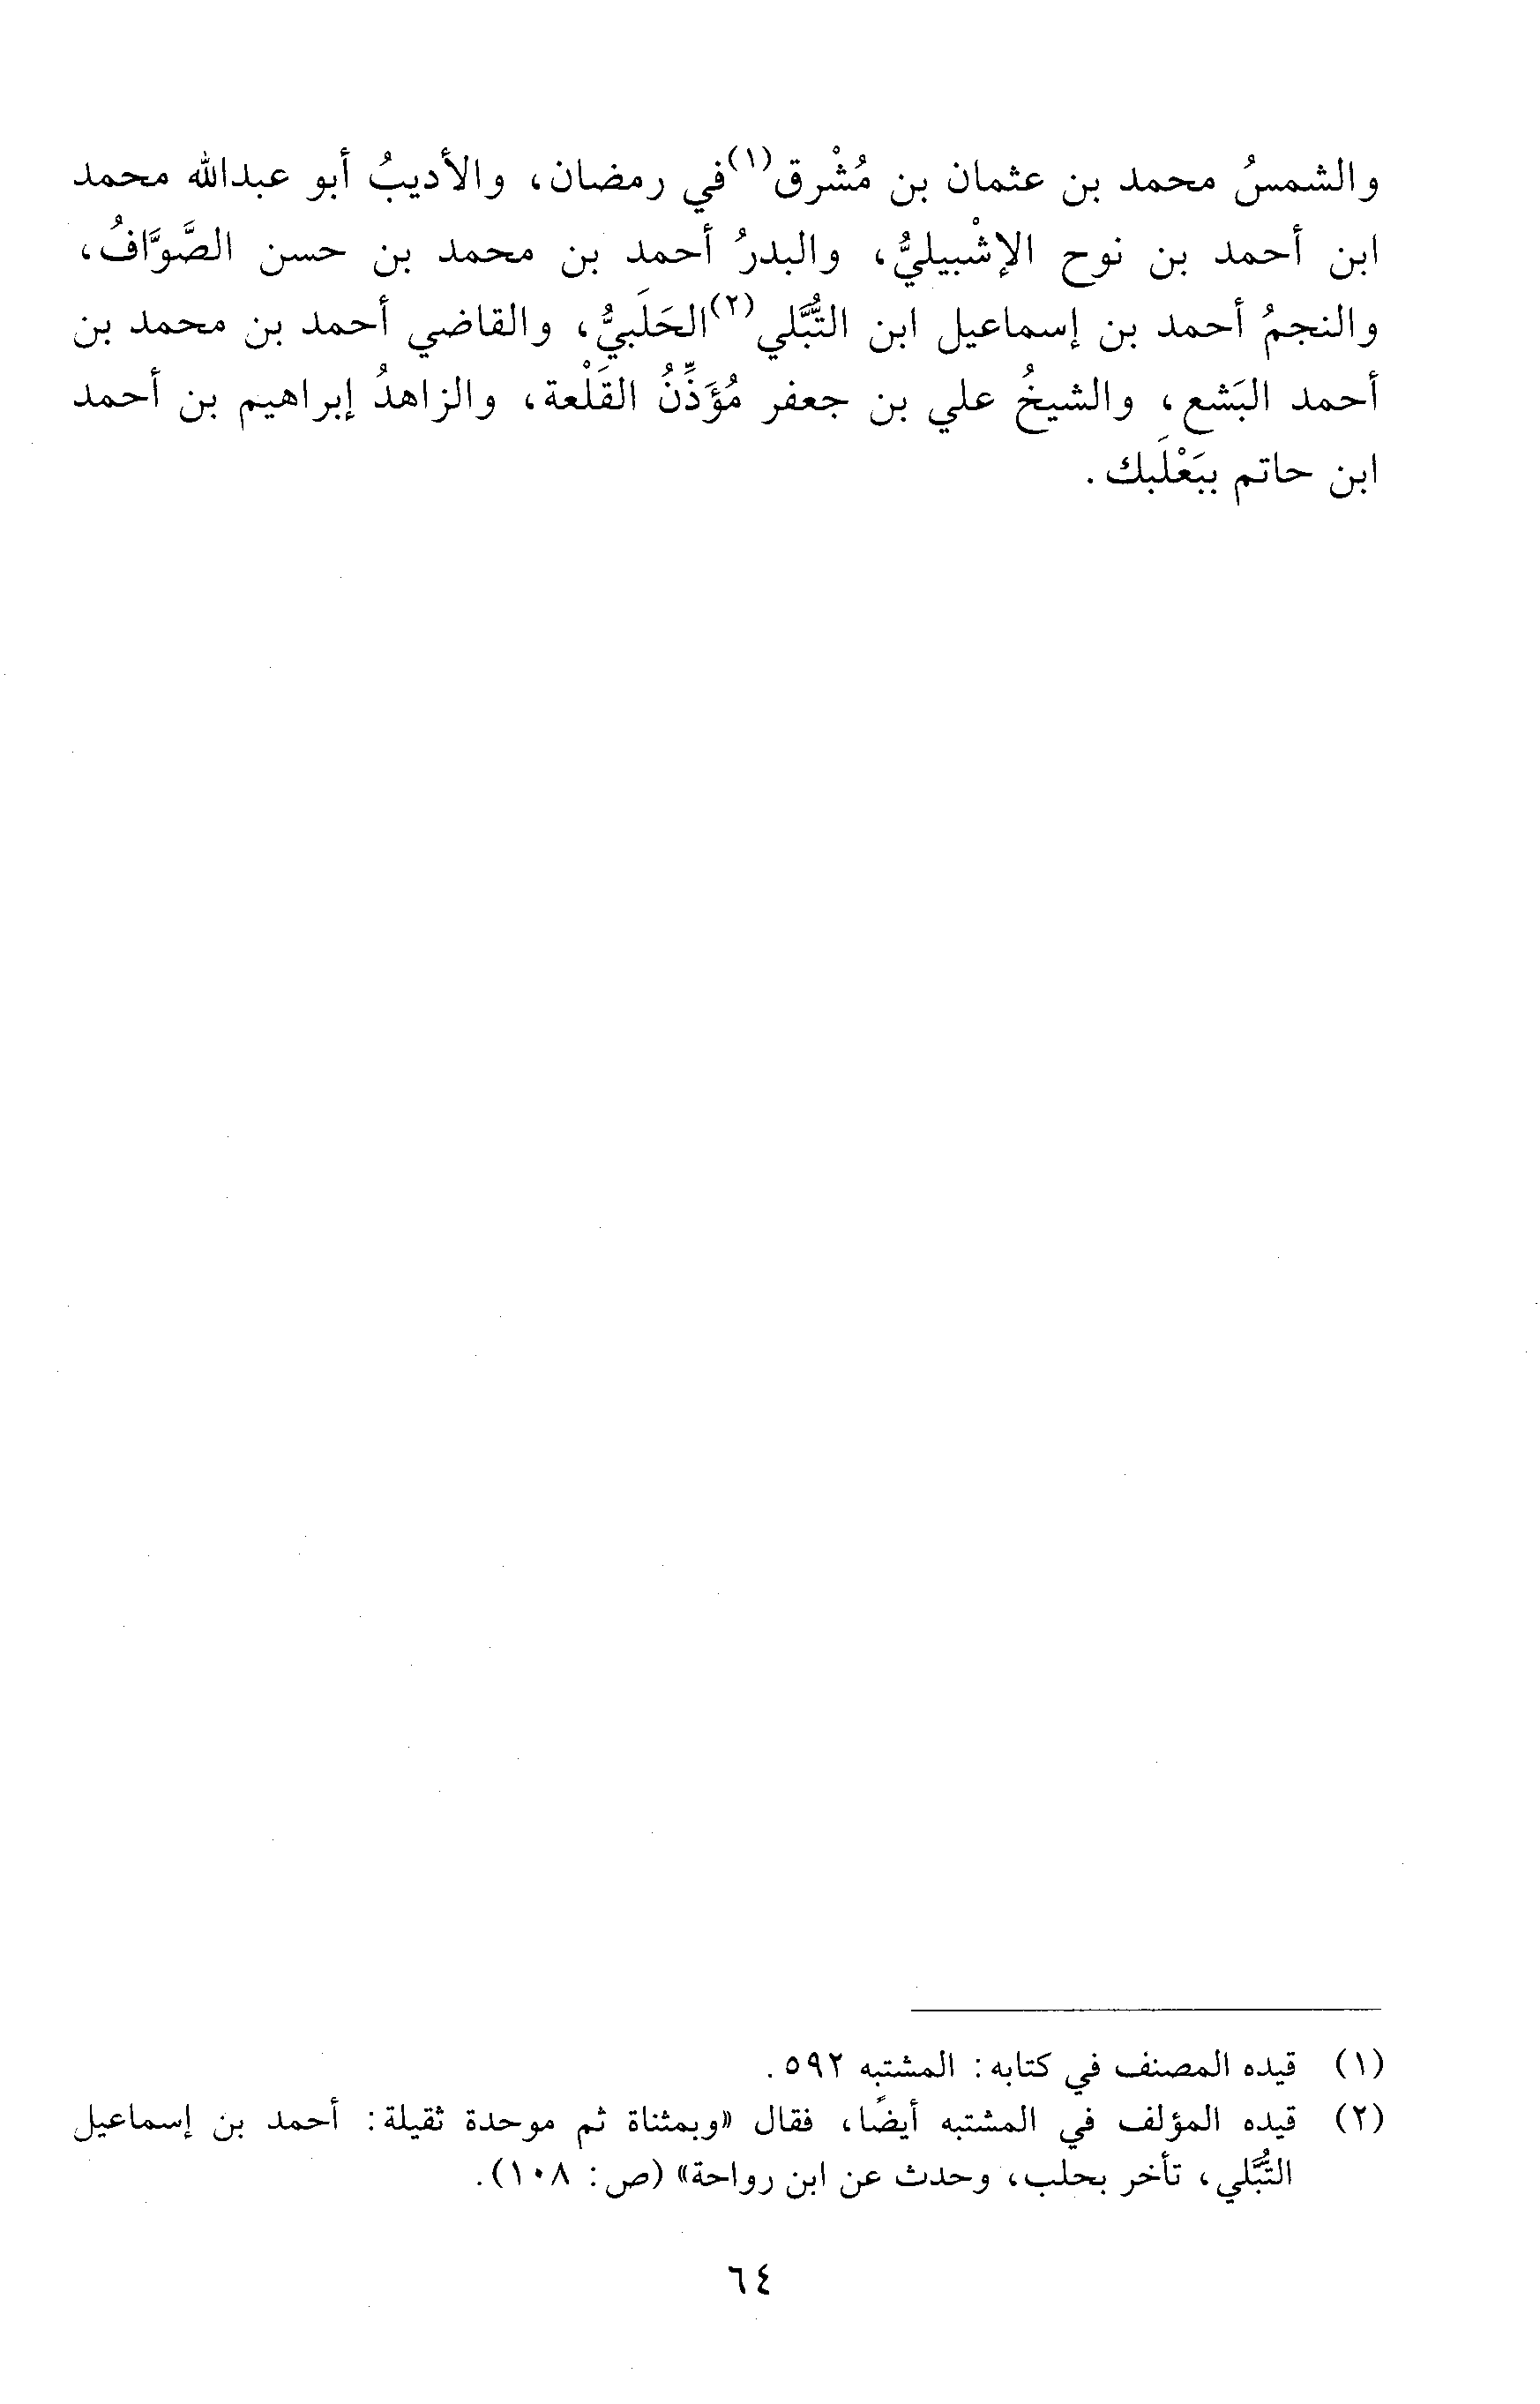 والشمسُ محمد بن عثمان بن مُشْرق(١)في رمضان، والأديبُ أبو عبدالله محمد
ابن أحمد بن نوح الإشْبيليُّ، والبدرُ أحمد بن محمد بن حسن الصَّوَّافُ،
والنجمُ أحمد بن إسماعيل ابن التُّبَّلي(٢)الحَلَبيُّ، والقاضي أحمد بن محمد بن
أحمد البَشع، والشيخُ علي بن جعفر مُؤَذِّنُ القَلْعة، والزاهدُ إبراهيم بن أحمد
ابن حاتم ببَعْلَبك.
(١) قيده المصنف في كتابه: المشتبه ٥٩٢.
(٢) قيده المؤلف في المشتبه أيضًا، فقال «وبمثناة ثم موحدة ثقيلة: أحمد بن إسماعيل
التُّبَّلي، تأخر بحلب، وحدث عن ابن رواحة» (ص: ١٠٨).
٦٤